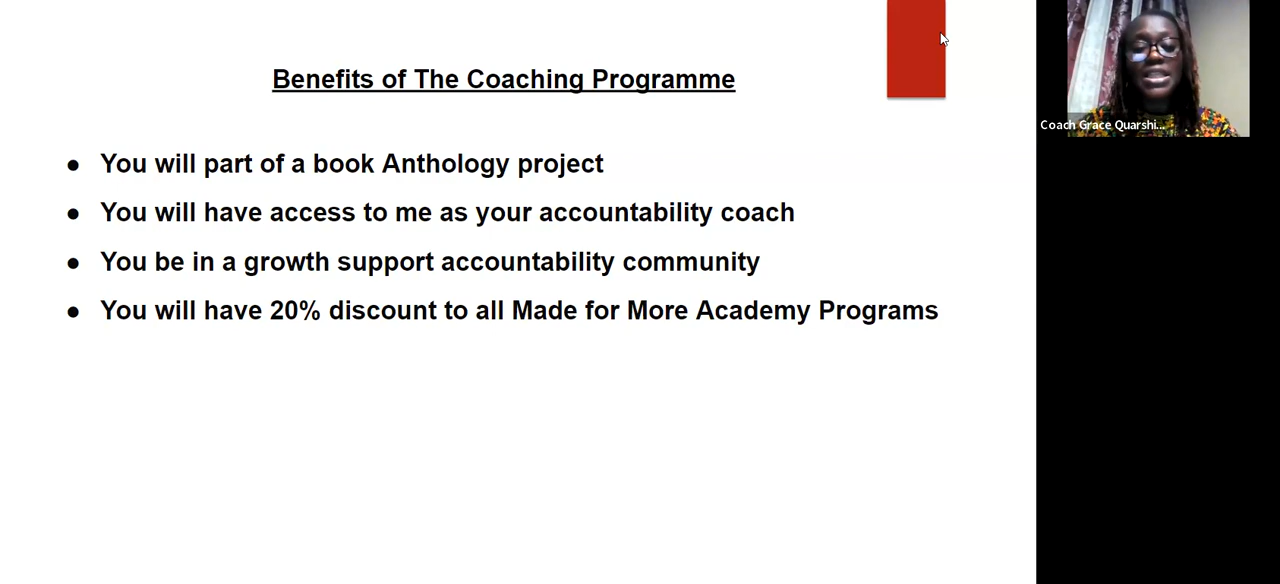 Benefits of The Coaching Programme
● You will part of a book Anthology project
● You will have access to me as your accountability coach
● You be in a growth support accountability community
● You will have 20% discount to all Made for More Academy Programs
Coach Grace Quarshi...